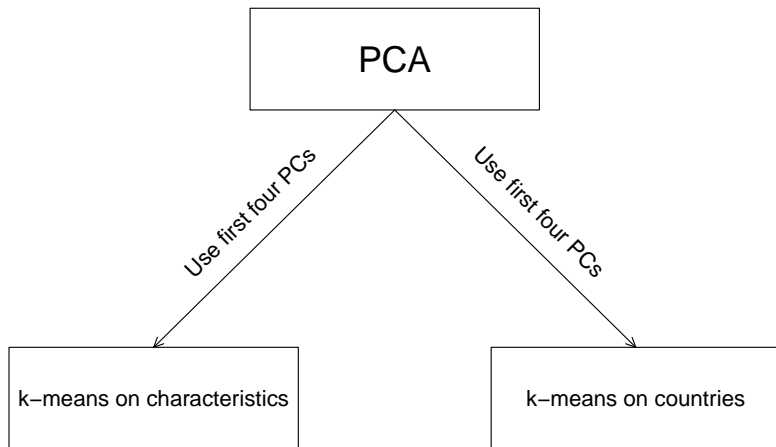 PCA
Use first four PCs
Use first four PCs
k−means on characteristics
k−means on countries